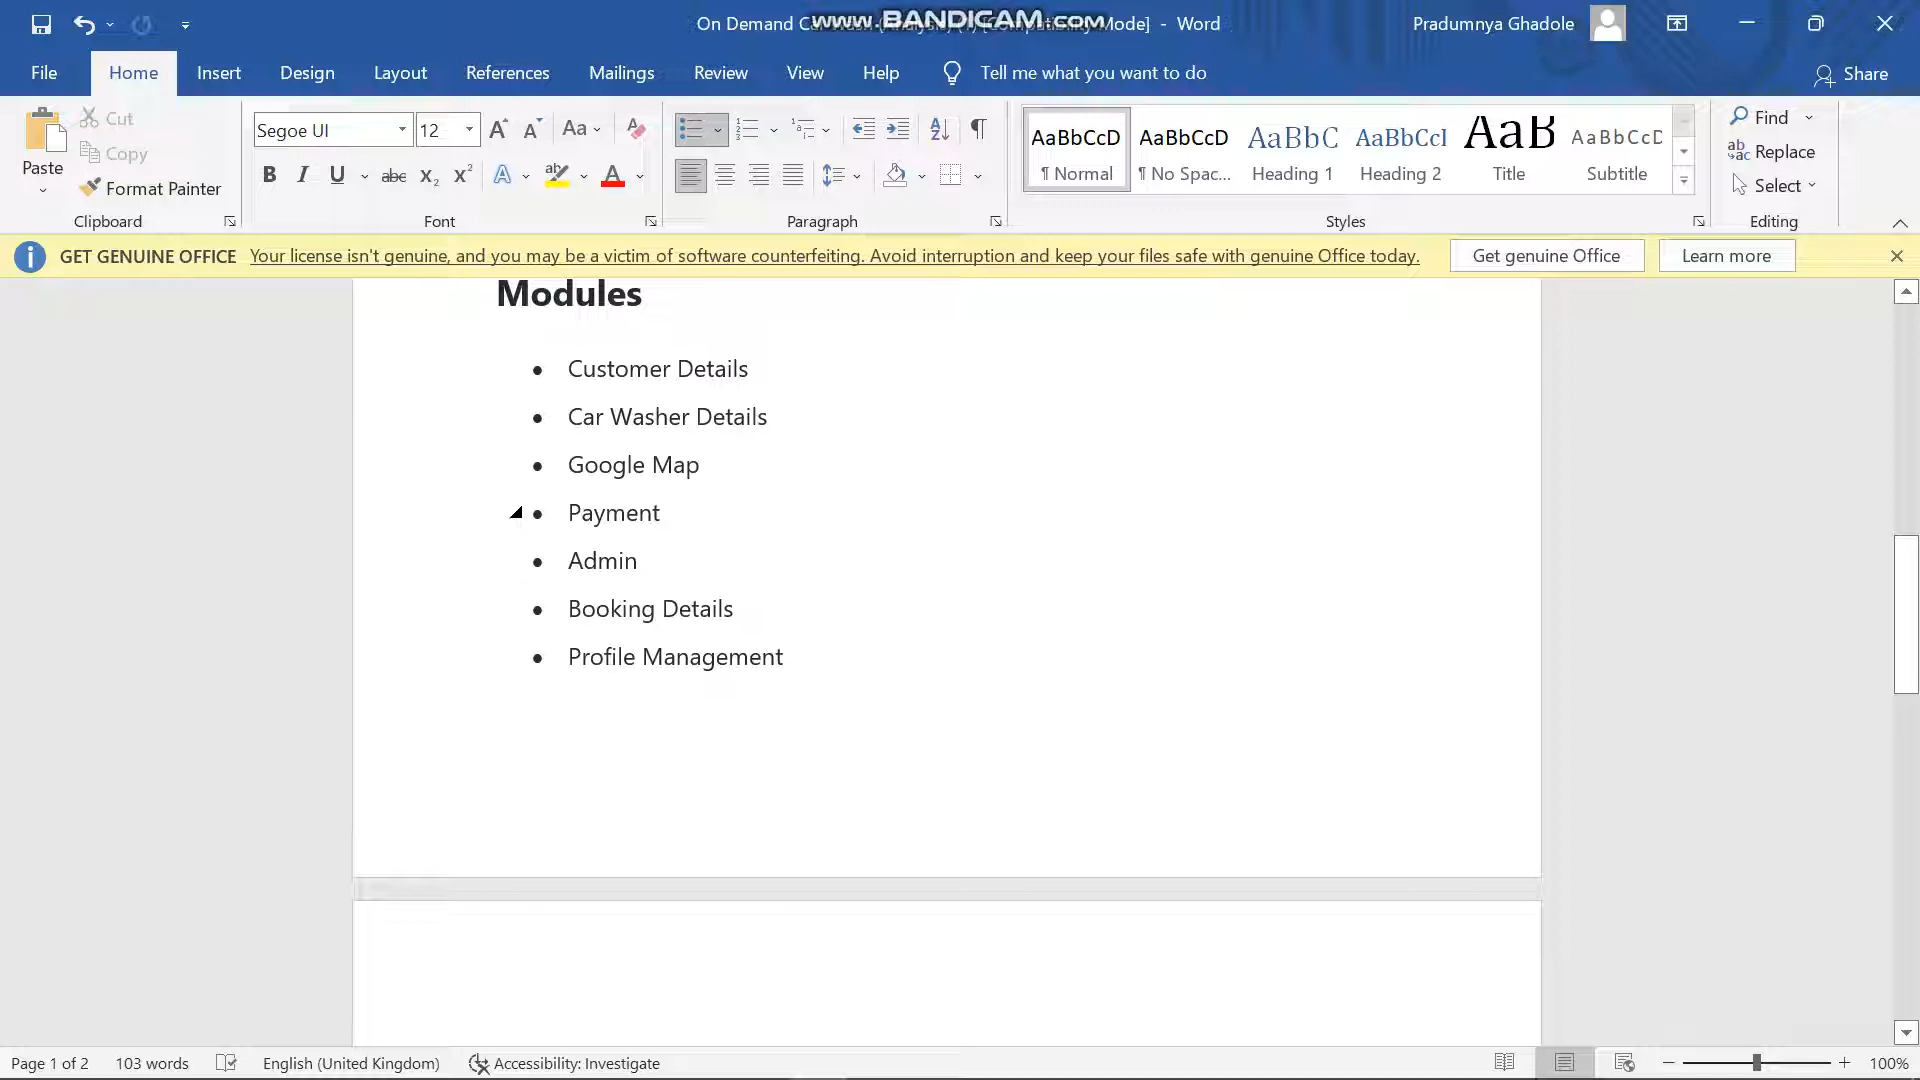 On Demand Ca
Mode] - Word
www.BANDICAM.com
Pradumnya Ghadole
File Home Insert Design Layout References Mailings Review View Help Tell me what you want to do Share
Paste
Cut
Copy
Format Painter
Clipboard
Segoe UI 12 Aa
B I U abc X₂ X² A ab A
Font
Paragraph
AaBbCcD AaBbCcD AaBbC AaBbCcI AaB AaBbCcD
¶ Normal ¶ No Spac... Heading 1 Heading 2 Title Subtitle
Styles
Find
Replace
Select
Editing
GET GENUINE OFFICE Your license isn't genuine, and you may be a victim of software counterfeiting. Avoid interruption and keep your files safe with genuine Office today. Get genuine Office Learn more
Modules
• Customer Details
• Car Washer Details
• Google Map
• Payment
• Admin
• Booking Details
• Profile Management
Page 1 of 2 103 words English (United Kingdom) Accessibility: Investigate 100%